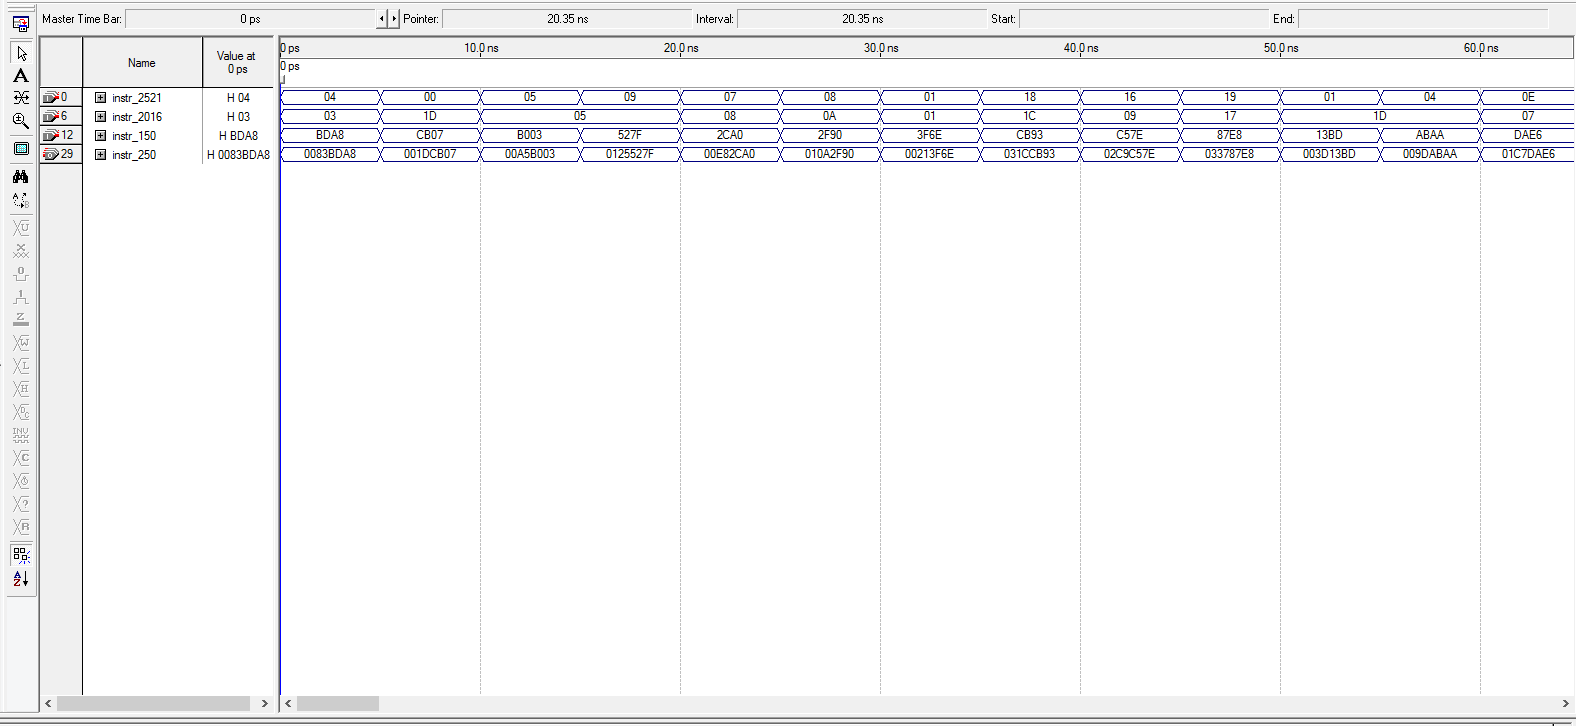 Master Time Bar: 0 ps Pointer: 20.35 ns Interval: 20.35 ns Start: End:
Name Value at 0 ps
0 ps 10.0 ns 20.0 ns 30.0 ns 40.0 ns 50.0 ns 60.0 ns
0 ps
0 instr_2521 H 04 04 00 05 09 07 08 01 18 16 19 01 04 0E
6 instr_2016 H 03 03 1D 05 08 0A 01 1C 09 17 1D 07
12 instr_150 H BDA8 BDA8 CB07 B003 527F 2CA0 2F90 3F6E CB93 C57E 87E8 13BD ABAA DAE6
29 instr_250 H 0083BDA8 0083BDA8 001DCB07 00A5B003 0125527F 00E82CA0 010A2F90 00213F6E 031CCB93 02C9C57E 033787E8 003D13BD 009DABAA 01C7DAE6